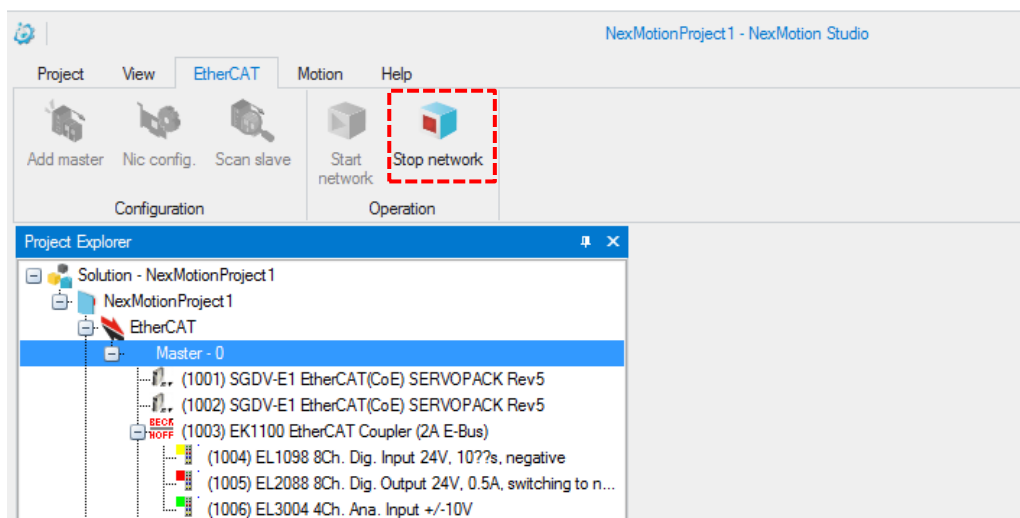 NexMotionProject1 - NexMotion Studio
Project View EtherCAT Motion Help
Add master Nic config. Scan slave Start network Stop network
Configuration Operation
Project Explorer
Solution - NexMotionProject1
NexMotionProject1
EtherCAT
Master - 0
(1001) SGDV-E1 EtherCAT(CoE) SERVOPACK Rev5
(1002) SGDV-E1 EtherCAT(CoE) SERVOPACK Rev5
BECK
HOFF (1003) EK1100 EtherCAT Coupler (2A E-Bus)
(1004) EL1098 8Ch. Dig. Input 24V, 10??s, negative
(1005) EL2088 8Ch. Dig. Output 24V, 0.5A, switching to n...
(1006) EL3004 4Ch. Ana. Input +/-10V